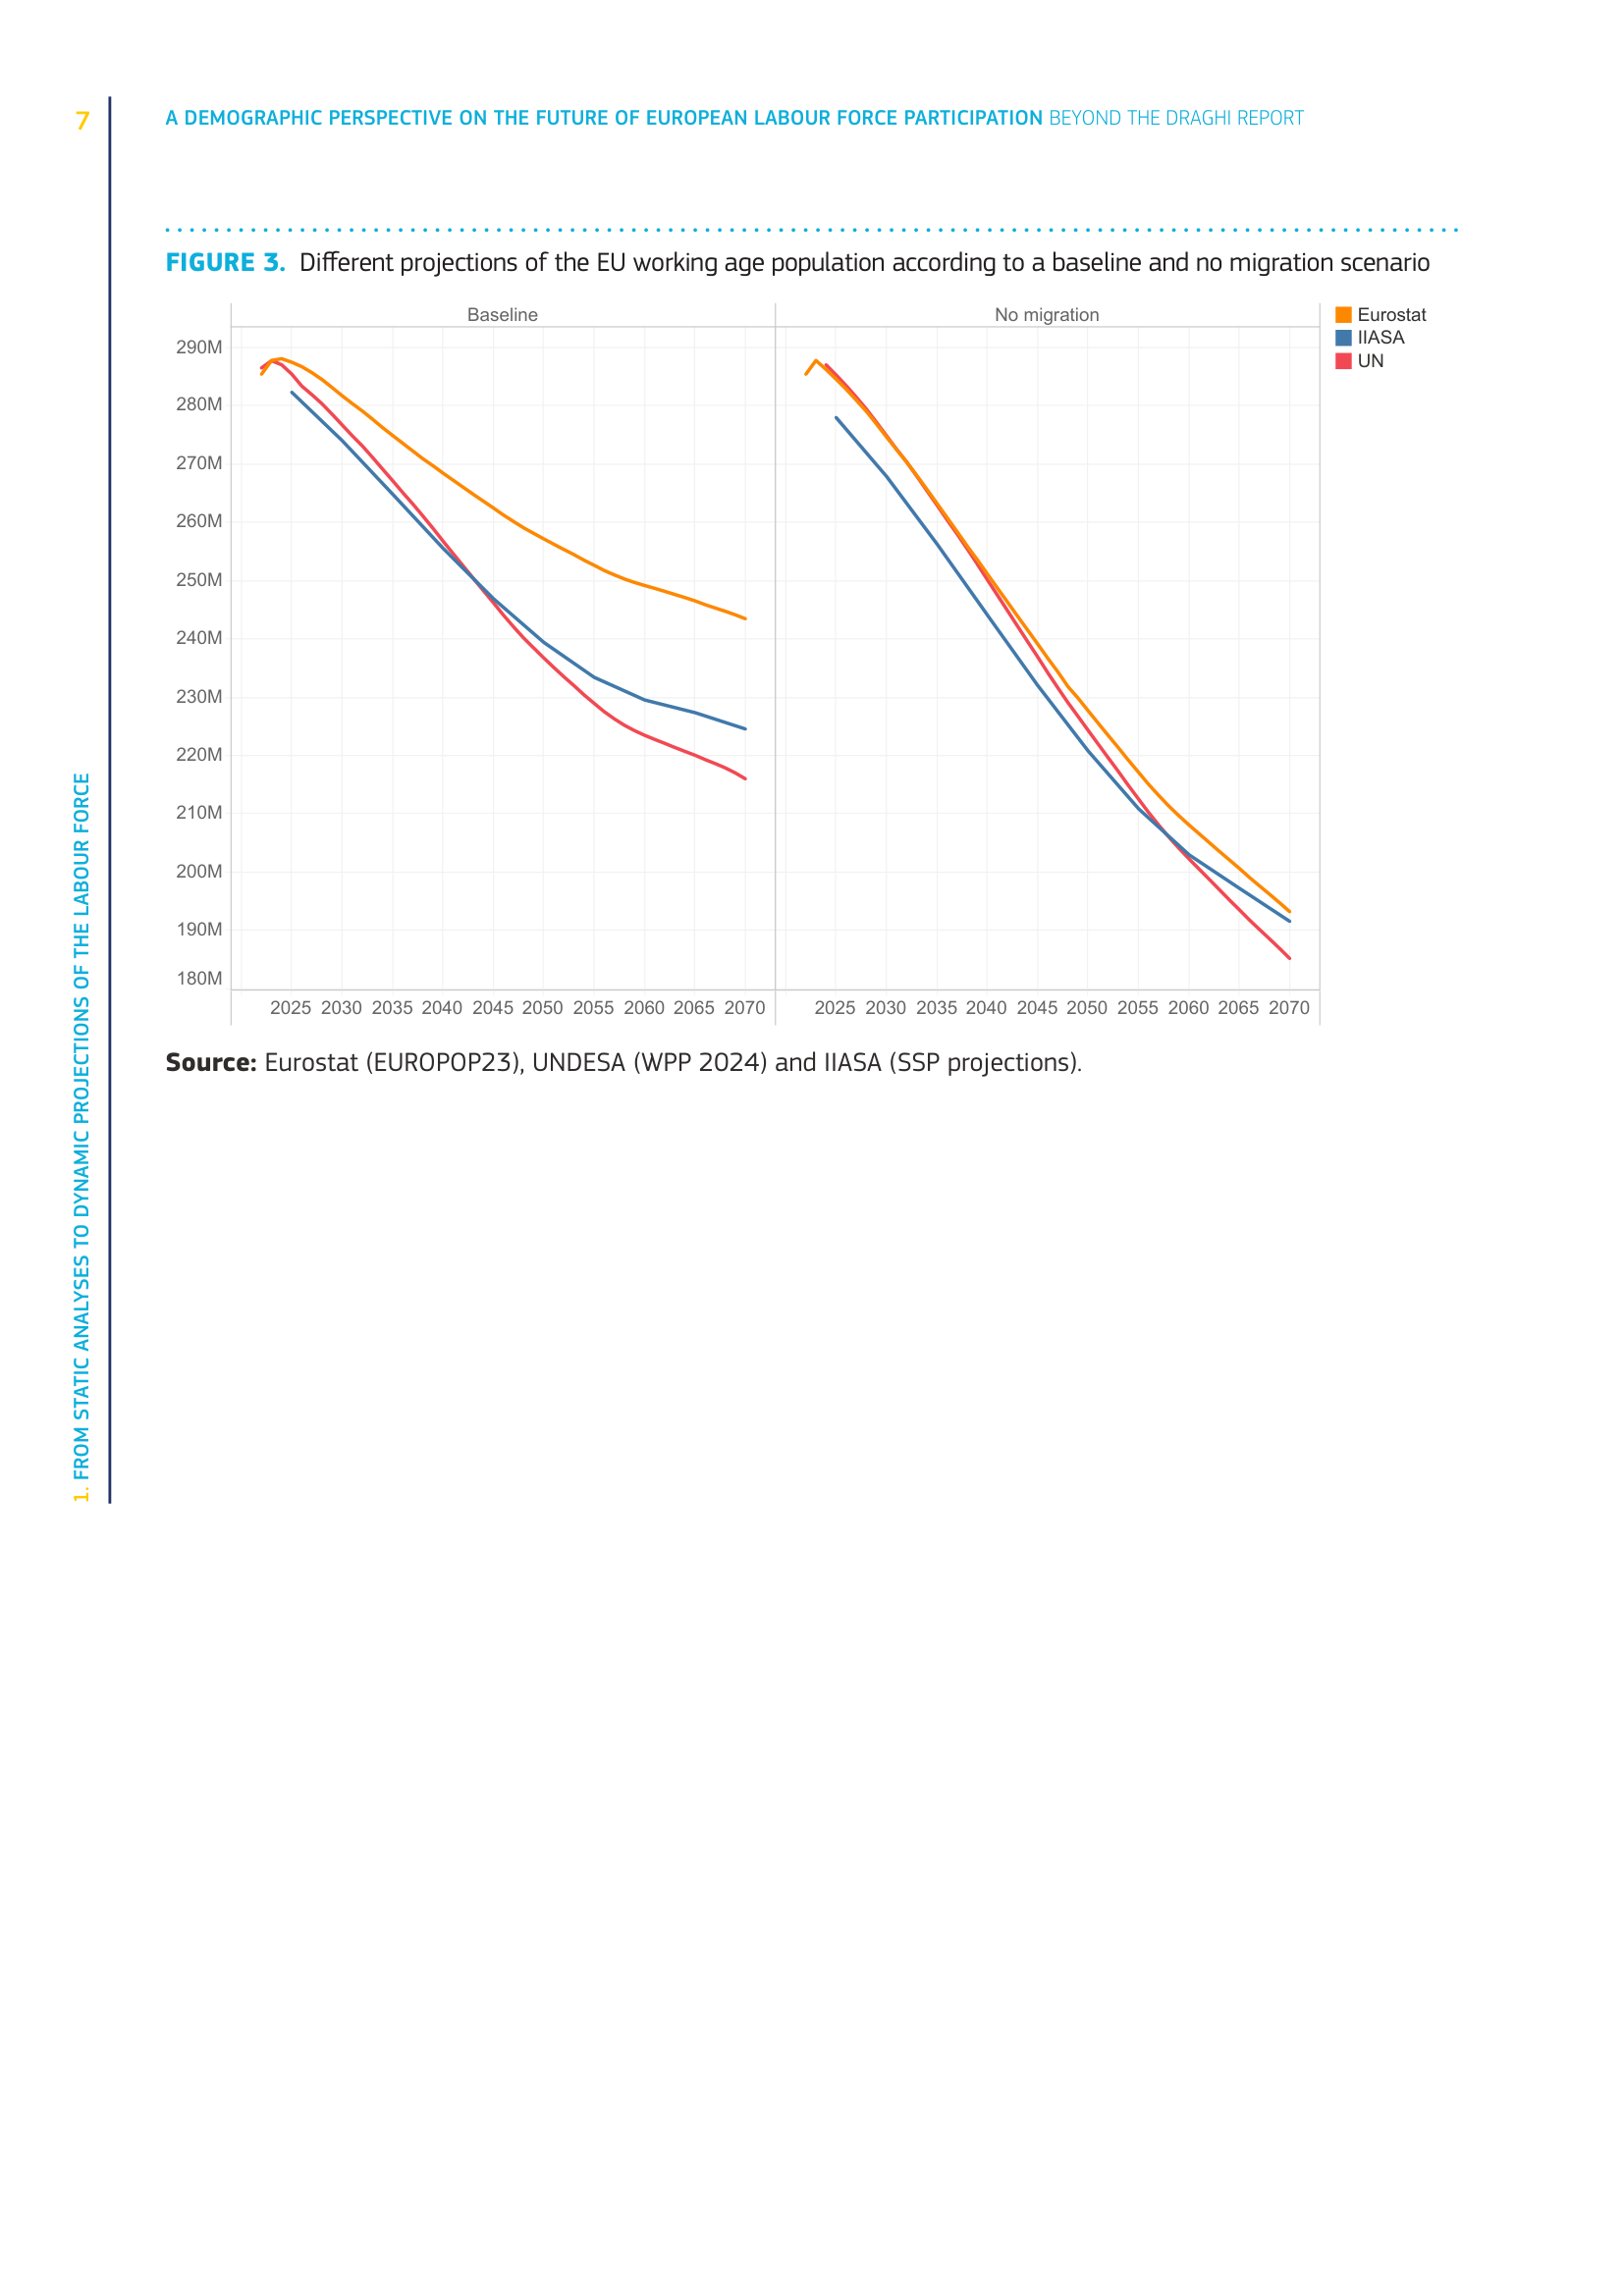 7
A DEMOGRAPHIC PERSPECTIVE ON THE FUTURE OF EUROPEAN LABOUR FORCE PARTICIPATION BEYOND THE DRAGHI REPORT
FIGURE 3. Different projections of the EU working age population according to a baseline and no migration scenario
Baseline
No migration
Eurostat
IIASA
UN
290M
280M
270M
260M
250M
240M
230M
220M
210M
200M
190M
180M
2025 2030 2035 2040 2045 2050 2055 2060 2065 2070
2025 2030 2035 2040 2045 2050 2055 2060 2065 2070
Source: Eurostat (EUROPOP23), UNDESA (WPP 2024) and IIASA (SSP projections).
1. FROM STATIC ANALYSES TO DYNAMIC PROJECTIONS OF THE LABOUR FORCE